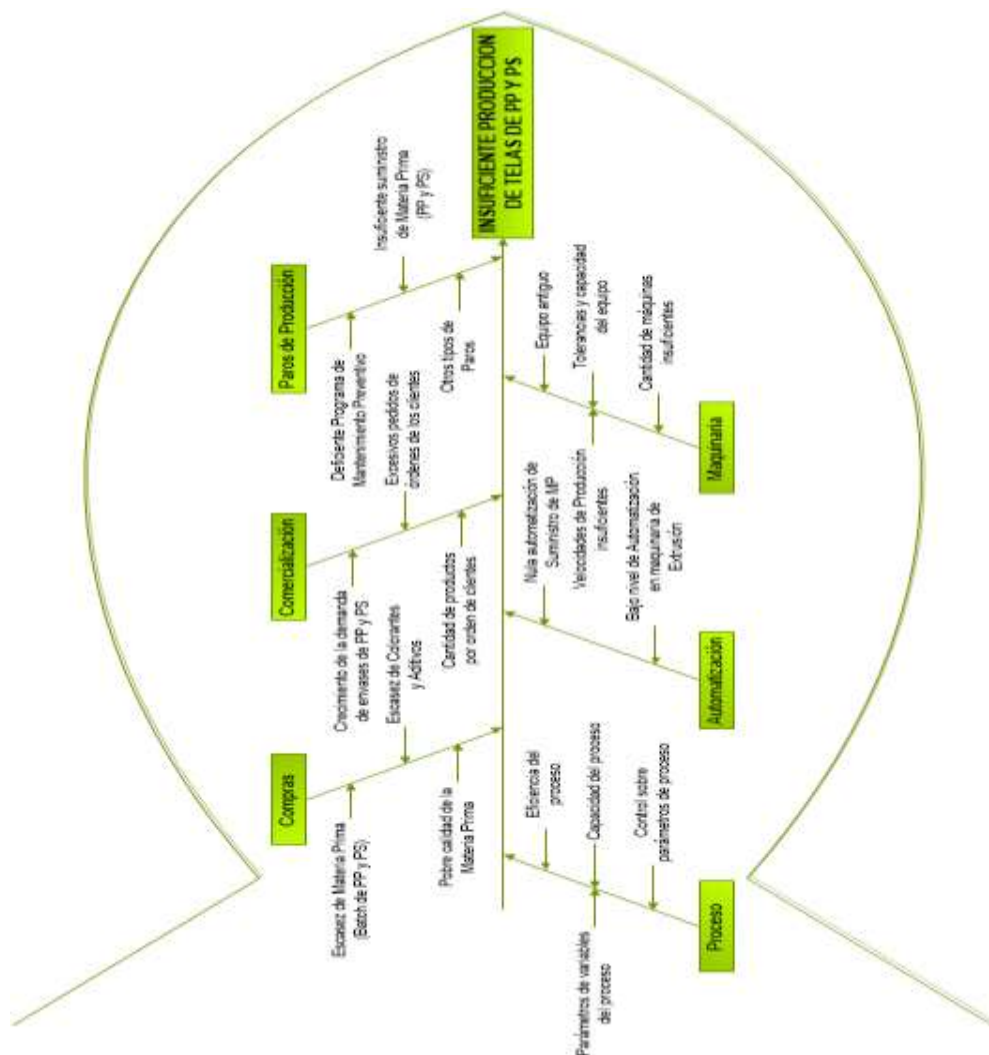 Compras
Escasez de Materia Prima
(Batch de PP y PS)
Escasez de Colorantes
y Aditivos
Pobre calidad de la
Materia Prima
Comercialización
Crecimiento de la demanda
de envases de PP y PS
Excesivos pedidos de
órdenes de los clientes
Cantidad de productos
por orden de clientes
Paros de Producción
Deficiente Programa de
Mantenimiento Preventivo
Insuficiente suministro
de Materia Prima
(PP y PS)
Otros tipos de
Paros
INSUFICIENTE PRODUCCION
DE TELAS DE PP Y PS
Eficiencia del
proceso
Parámetros de variables
del proceso
Capacidad del proceso
Control sobre
parámetros de proceso
Proceso
Nula automatización de
Suministro de MP
Bajo nivel de Automatización
en maquinaria de
Extrusión
Automatización
Equipo antiguo
Velocidades de Producción
insuficientes
Tolerancias y capacidad
del equipo
Cantidad de máquinas
insuficientes
Maquinaria